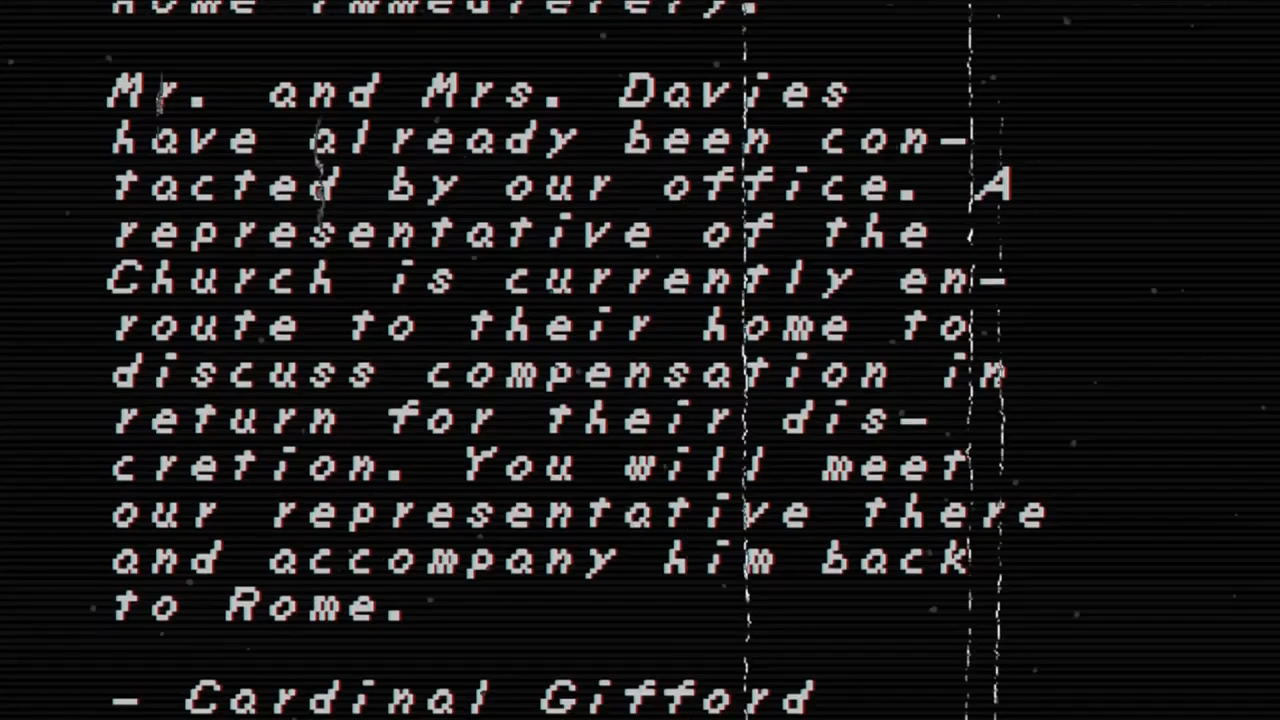 Mr. and Mrs. Davies
have already been con-
tacted by our office. A
representative of the
Church is currently en-
route to their home to
discuss compensation in
return for their dis-
cretion. You will meet
our representative there
and accompany him back
to Rome.
- Cardinal Gifford